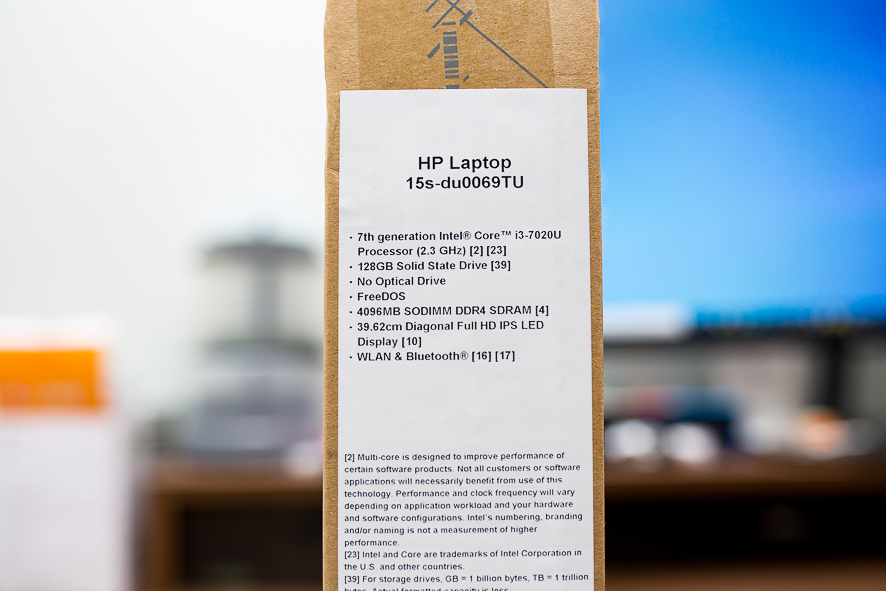 HP Laptop
15s-du0069TU
· 7th generation Intel® Core™ i3-7020U
Processor (2.3 GHz) [2] [23]
· 128GB Solid State Drive [39]
· No Optical Drive
· FreeDOS
· 4096MB SODIMM DDR4 SDRAM [4]
· 39.62cm Diagonal Full HD IPS LED
Display [10]
· WLAN & Bluetooth® [16] [17]
[2] Multi-core is designed to improve performance of
certain software products. Not all customers or software
applications will necessarily benefit from use of this
technology. Performance and clock frequency will vary
depending on application workload and your hardware
and software configurations. Intel's numbering, branding
and/or naming is not a measurement of higher
performance.
[23] Intel and Core are trademarks of Intel Corporation in
the U.S. and other countries.
[39] For storage drives, GB = 1 billion bytes, TB = 1 trillion
bytes. Actual formatted capacity is less.